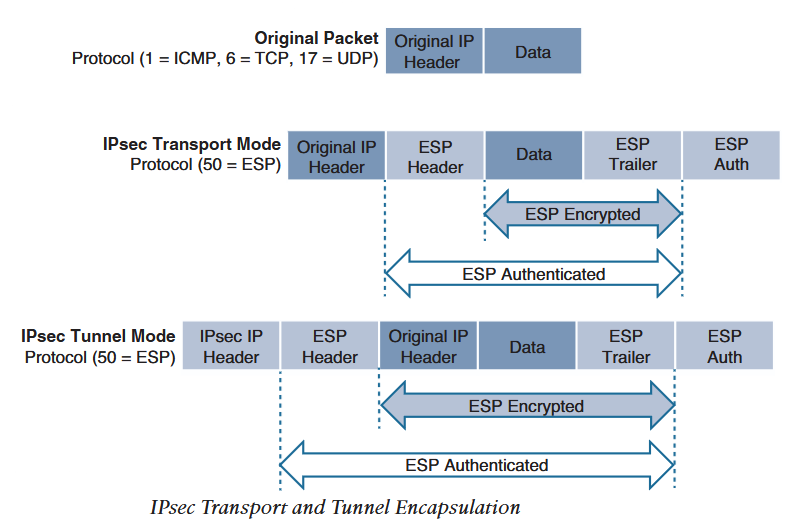 Original Packet
Protocol (1 = ICMP, 6 = TCP, 17 = UDP)
Original IP
Header
Data
IPsec Transport Mode
Protocol (50 = ESP)
Original IP
Header
ESP
Header
Data
ESP
Trailer
ESP
Auth
ESP Encrypted
ESP Authenticated
IPsec Tunnel Mode
Protocol (50 = ESP)
IPsec IP
Header
ESP
Header
Original IP
Header
Data
ESP
Trailer
ESP
Auth
ESP Encrypted
ESP Authenticated
IPsec Transport and Tunnel Encapsulation